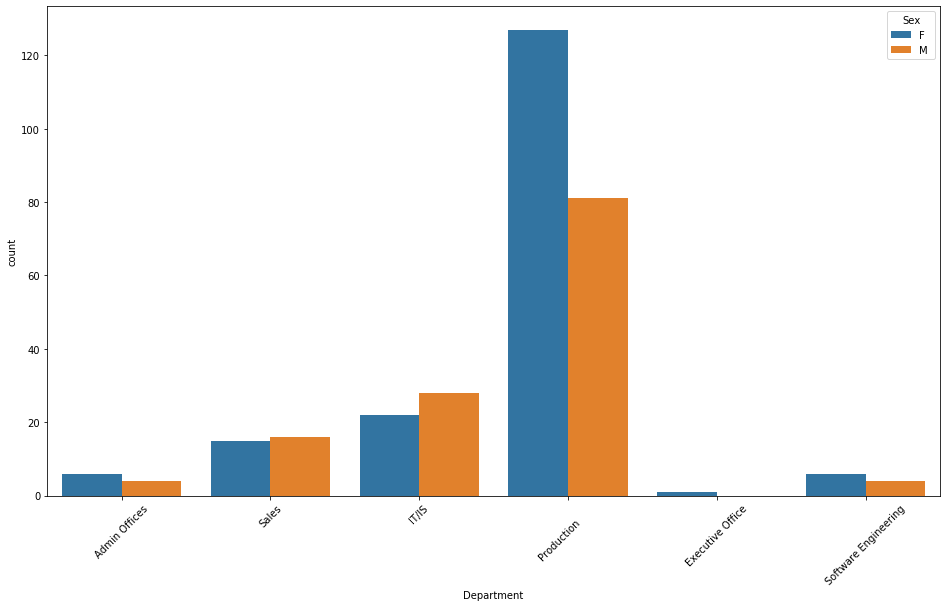 Sex
F
M
120
100
80
60
40
20
0
count
Admin Offices
Sales
IT/IS
Production
Executive Office
Software Engineering
Department